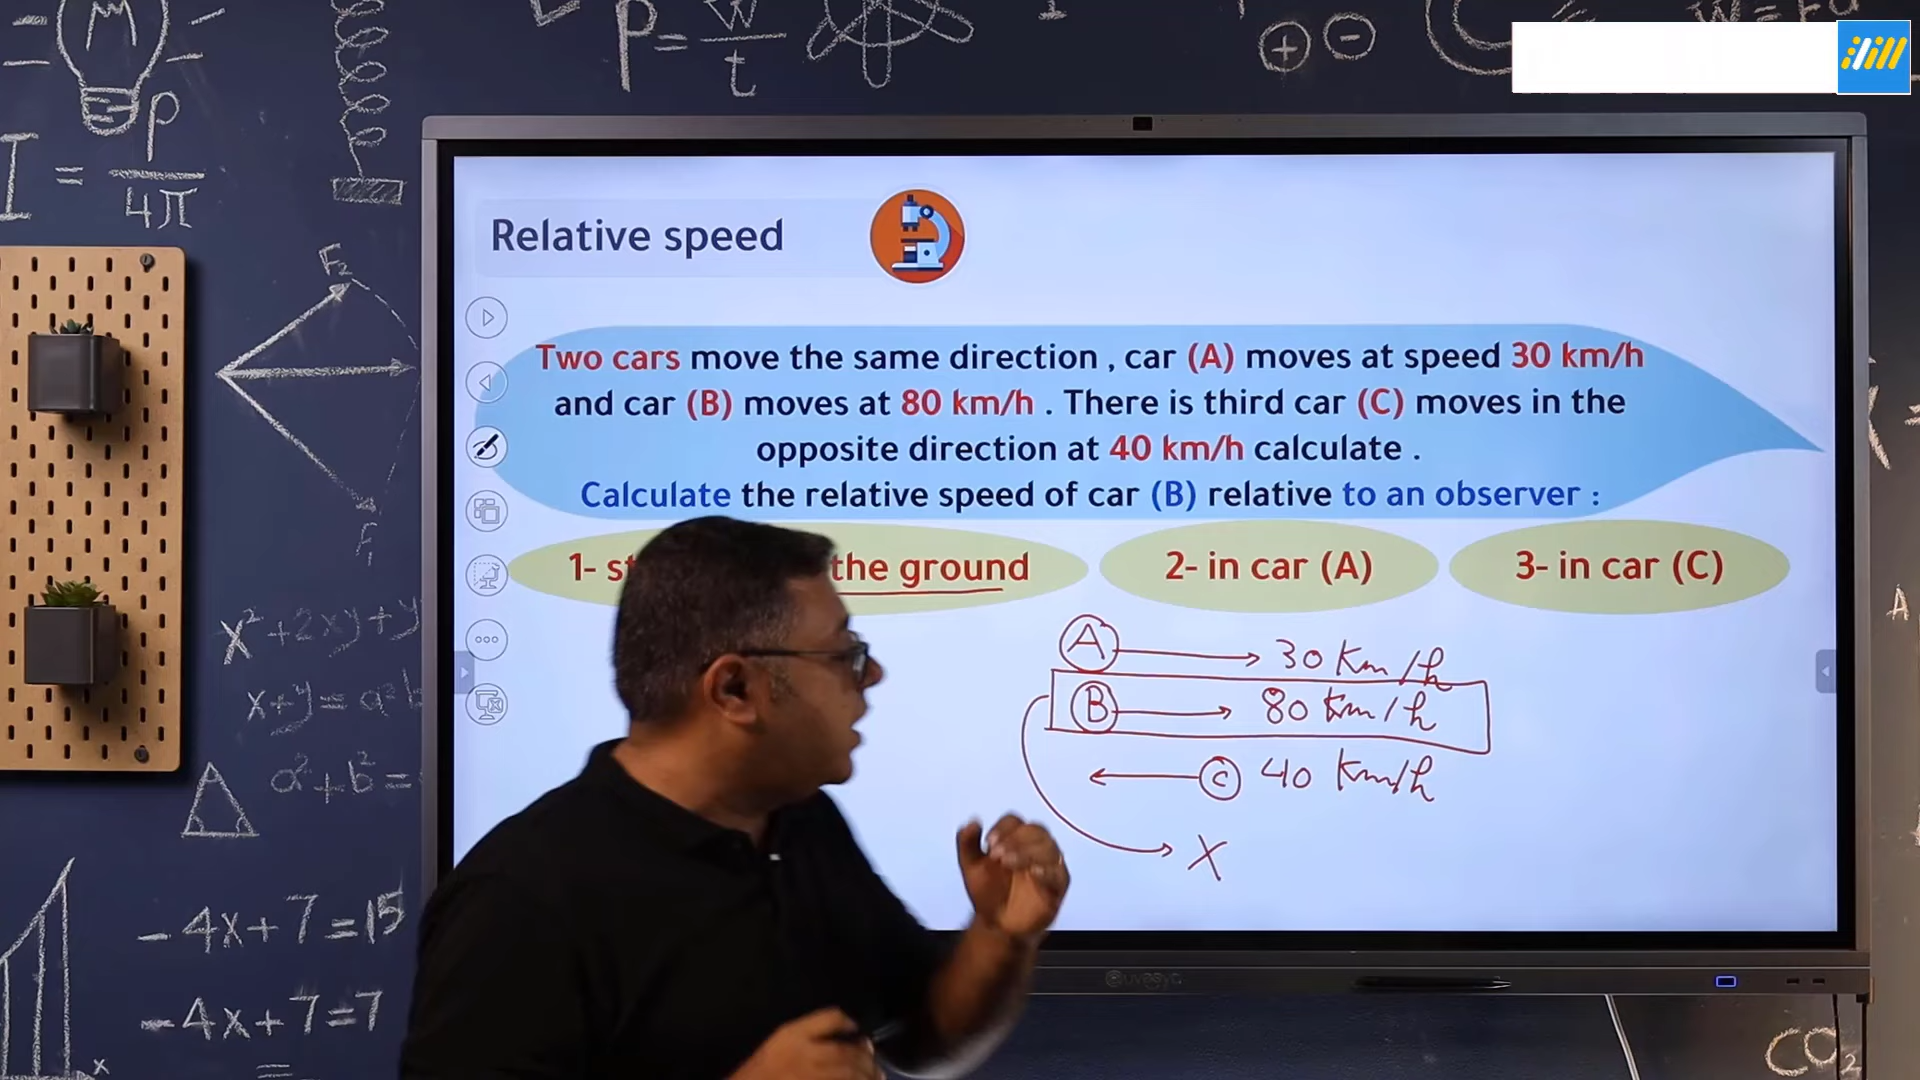 P = W/t
+ -
I = P/4π
F₂
F₁
x²+2xy+y
x+y=a²b
a²+b²=
-4x+7=15
-4x+7=7
=
x
A
CO₂
Relative speed
Two cars move the same direction , car (A) moves at speed 30 km/h
and car (B) moves at 80 km/h . There is third car (C) moves in the
opposite direction at 40 km/h calculate .
Calculate the relative speed of car (B) relative to an observer :
1- the ground
2- in car (A)
3- in car (C)
A → 30 Km/h
B → 80 Km/h
← C 40 Km/h
X